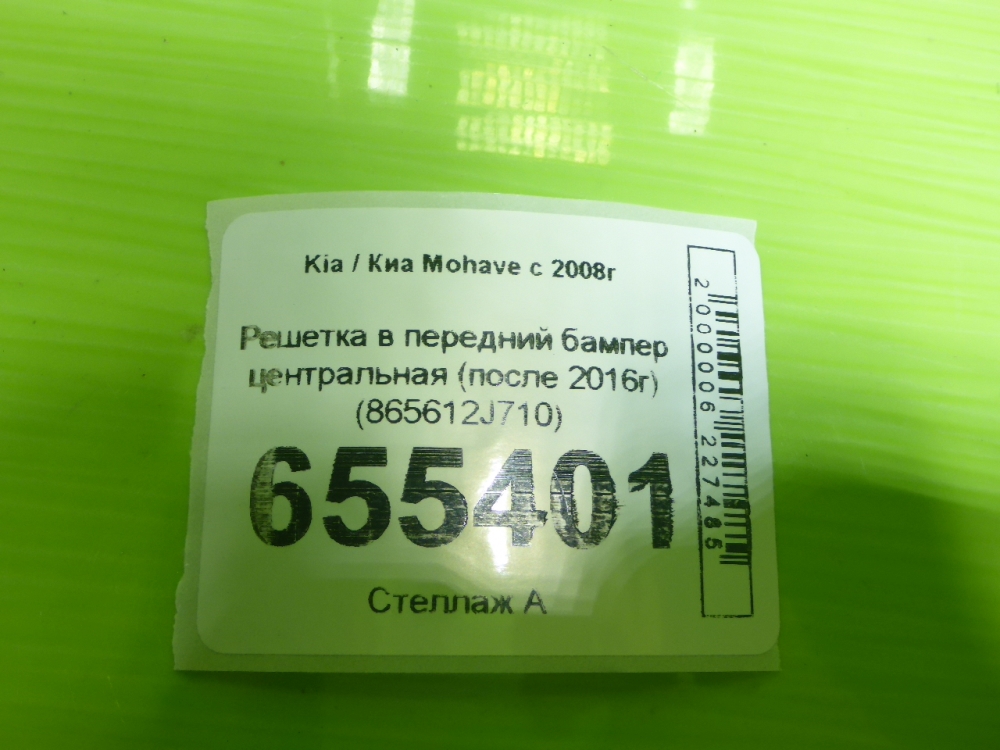 Kia / Киа Mohave с 2008г
Решетка в передний бампер
центральная (после 2016г)
(865612J710)
655401
Стеллаж А
2000006227485